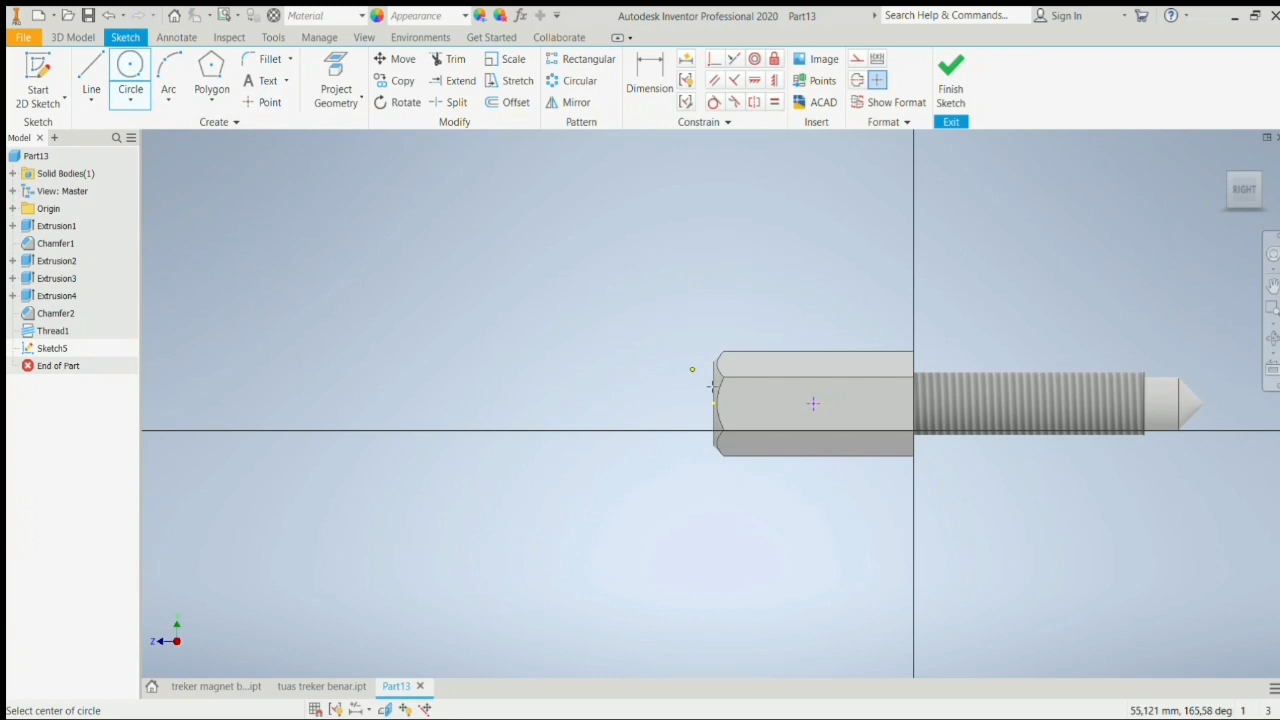 Material
Appearance
Autodesk Inventor Professional 2020 Part13
Search Help & Commands...
Sign In
File 3D Model Sketch Annotate Inspect Tools Manage View Environments Get Started Collaborate
Start 2D Sketch
Line
Circle
Polygon
Fillet
Text
Point
Project Geometry
Move
Copy
Rotate
Trim
Extend
Split
Scale
Stretch
Offset
Rectangular
Circular
Mirror
Dimension
Image
Points
ACAD
Show Format
Finish Sketch
Sketch Create Modify Pattern Constrain Insert Format Exit
Model
Part13
Solid Bodies(1)
View: Master
Origin
Extrusion1
Chamfer1
Extrusion2
Extrusion3
Extrusion4
Chamfer2
Thread1
Sketch5
End of Part
RIGHT
Z
treker magnet b...ipt tuas treker benar.ipt Part13
Select center of circle
55,121 mm, 165,58 deg 1 3